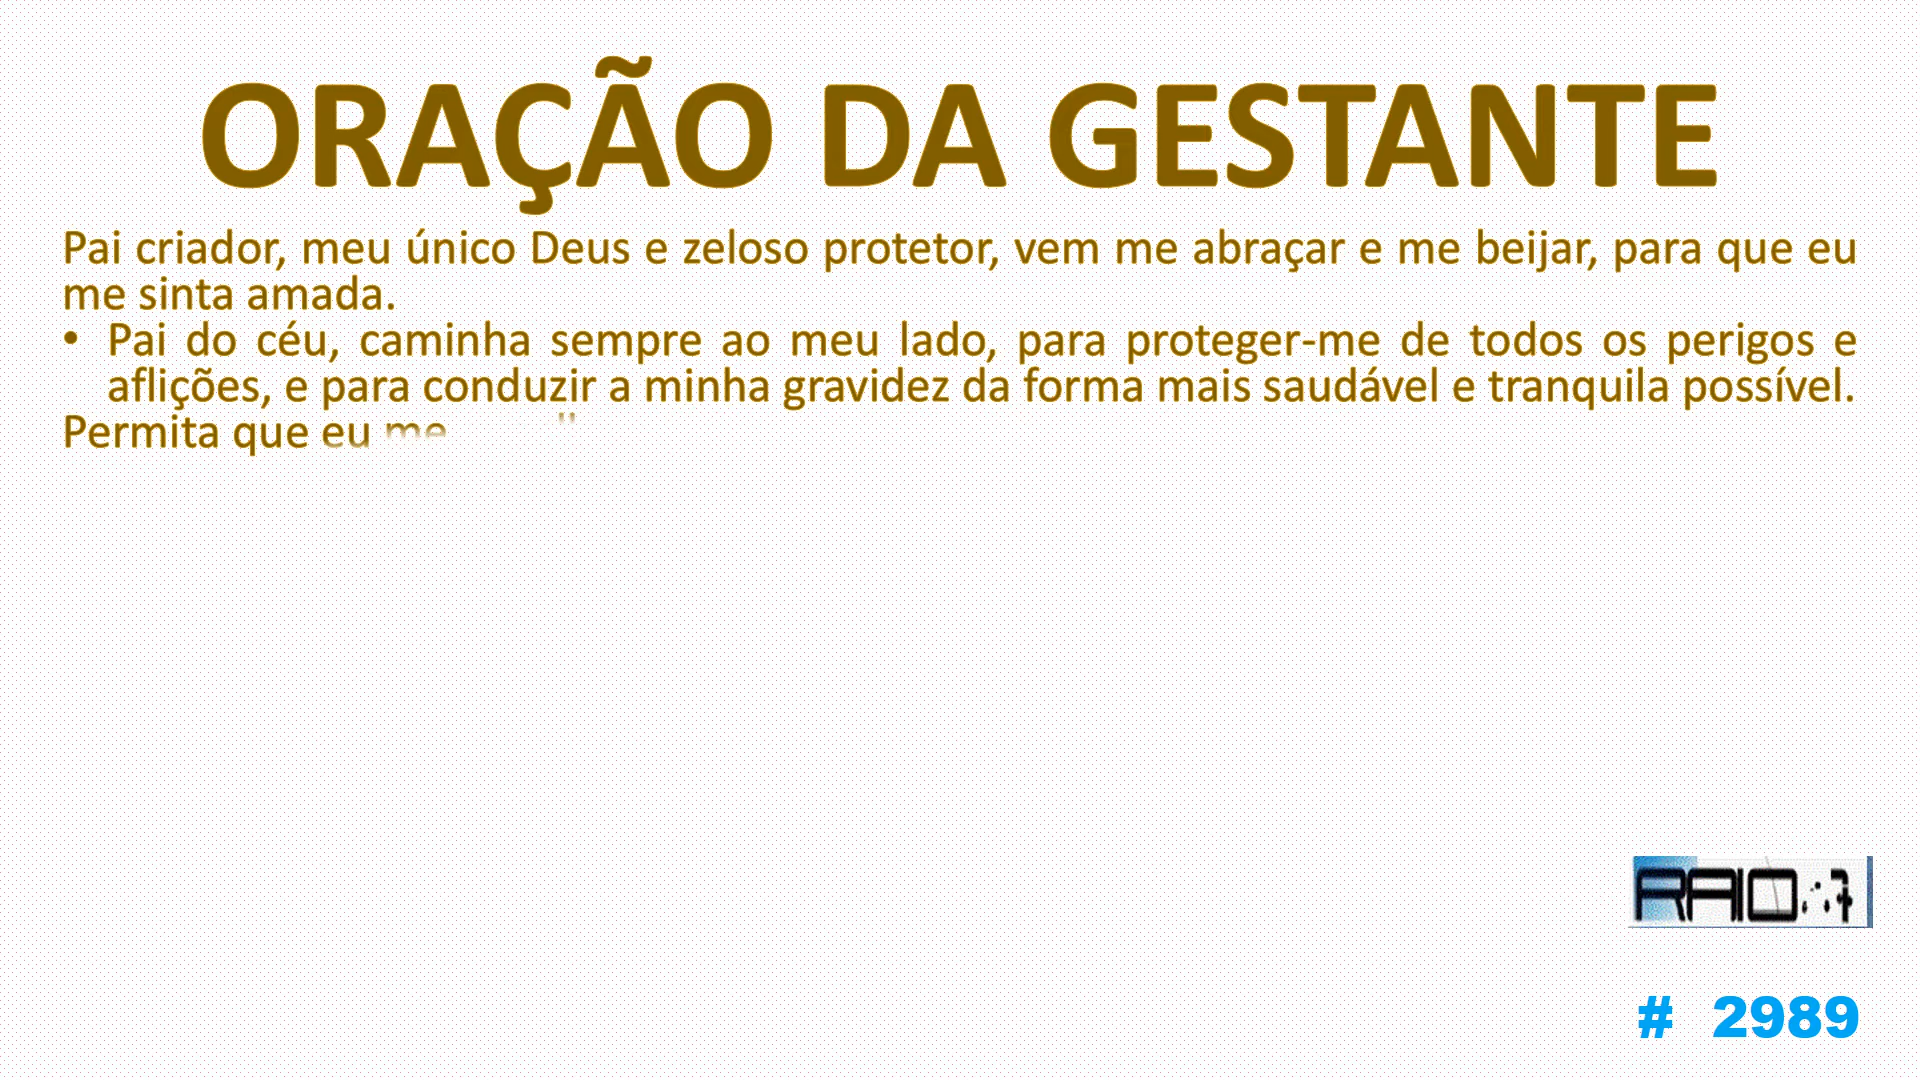 ORAÇÃO DA GESTANTE
Pai criador, meu único Deus e zeloso protetor, vem me abraçar e me beijar, para que eu
me sinta amada.
• Pai do céu, caminha sempre ao meu lado, para proteger-me de todos os perigos e
aflições, e para conduzir a minha gravidez da forma mais saudável e tranquila possível.
Permita que eu me
RAIO
# 2989